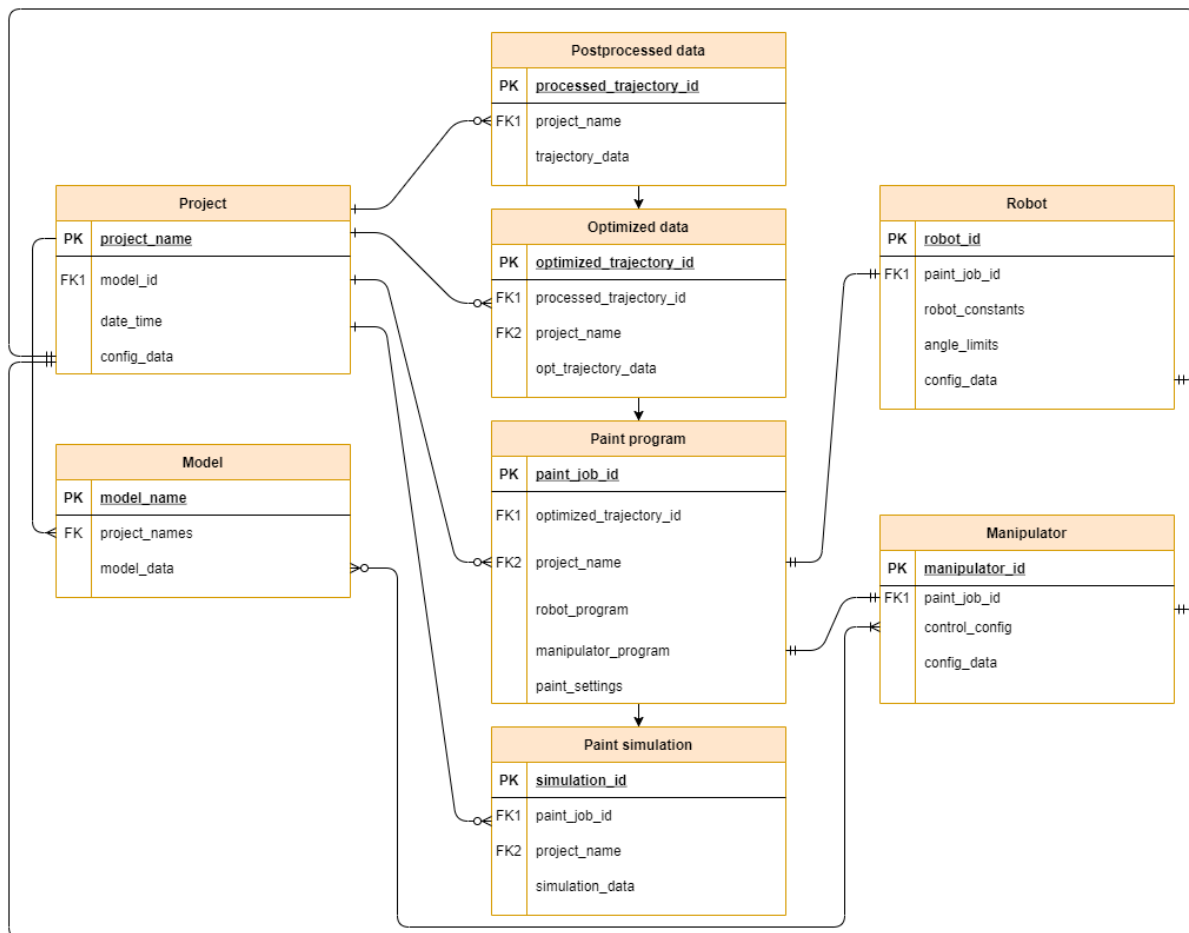 Postprocessed data
PK processed_trajectory_id
FK1 project_name
trajectory_data
Project
PK project_name
FK1 model_id
date_time
config_data
Optimized data
PK optimized_trajectory_id
FK1 processed_trajectory_id
FK2 project_name
opt_trajectory_data
Robot
PK robot_id
FK1 paint_job_id
robot_constants
angle_limits
config_data
Model
PK model_name
FK project_names
model_data
Paint program
PK paint_job_id
FK1 optimized_trajectory_id
FK2 project_name
robot_program
manipulator_program
paint_settings
Manipulator
PK manipulator_id
FK1 paint_job_id
control_config
config_data
Paint simulation
PK simulation_id
FK1 paint_job_id
FK2 project_name
simulation_data